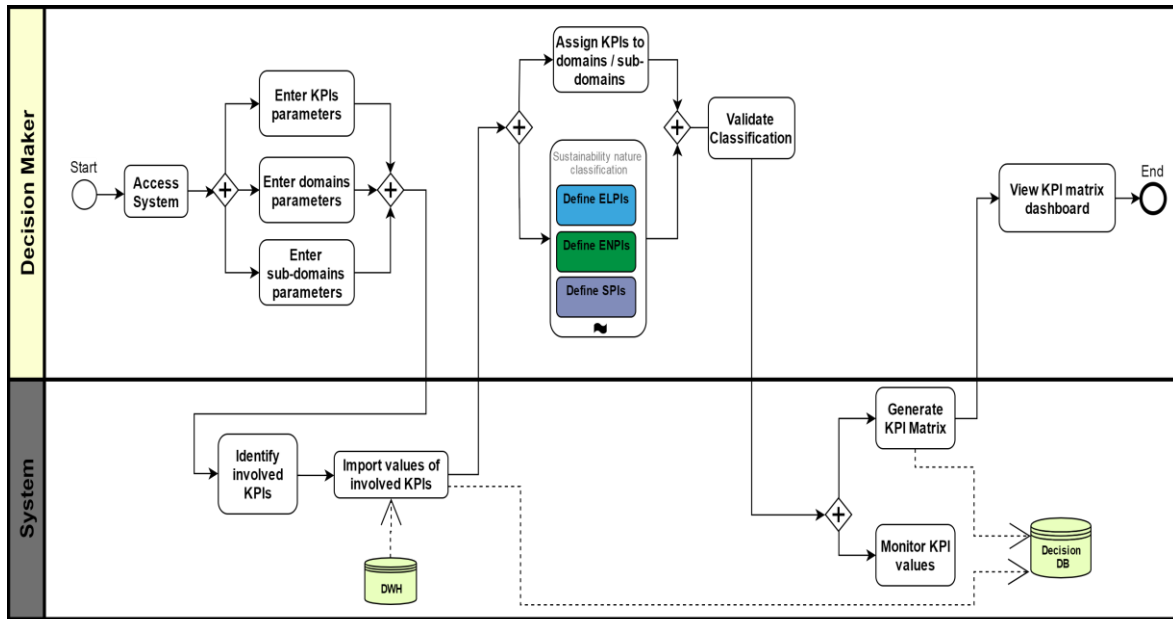 Decision Maker
Start
Access
System
Enter KPIs
parameters
Enter domains
parameters
Enter
sub-domains
parameters
Assign KPIs to
domains / sub-
domains
Sustainability nature
classification
Define ELPIs
Define ENPIs
Define SPIs
Validate
Classification
View KPI matrix
dashboard
End
System
Identify
involved
KPIs
Import values of
involved KPIs
DWH
Generate
KPI Matrix
Monitor KPI
values
Decision
DB